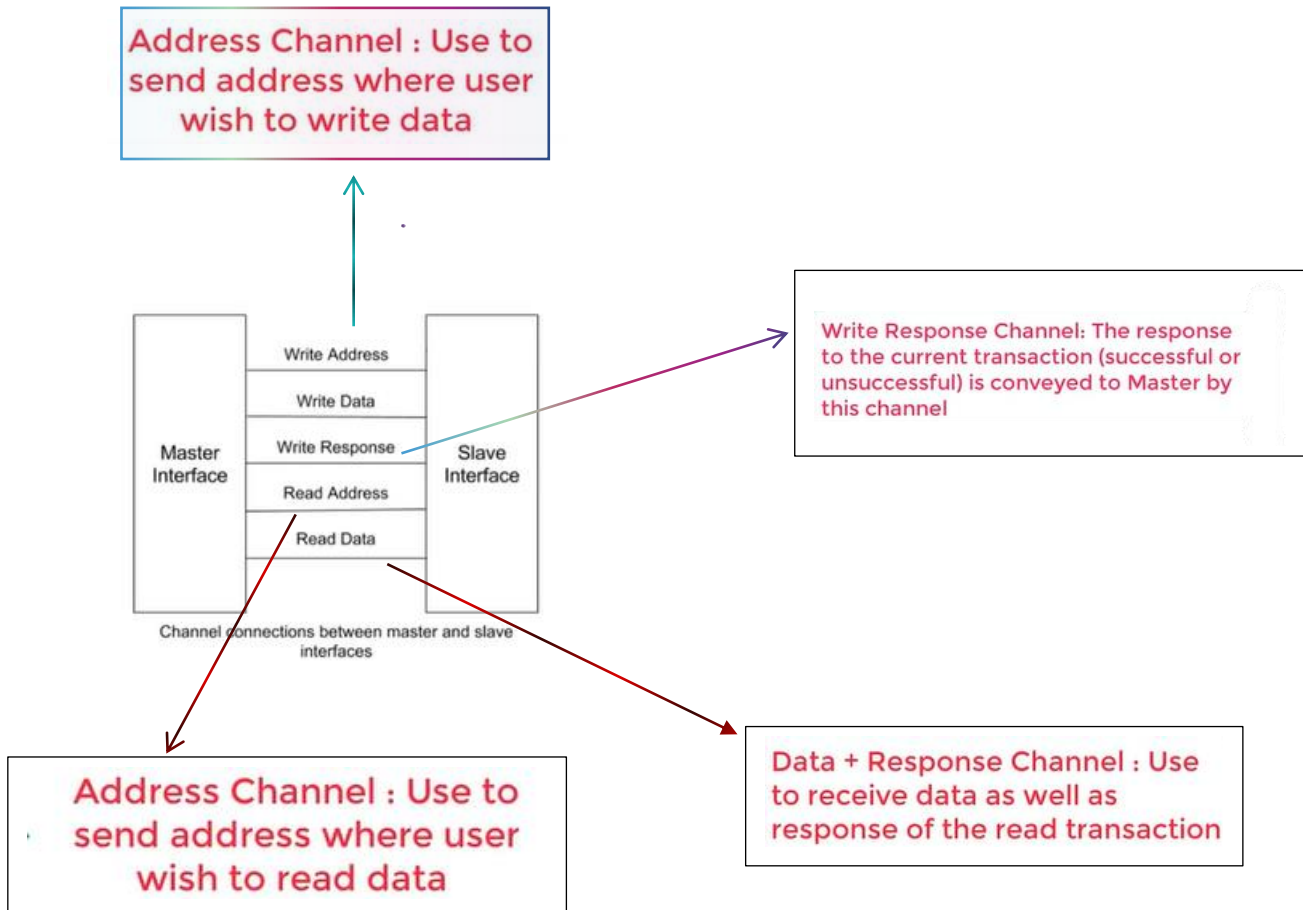 Address Channel : Use to
send address where user
wish to write data
Write Response Channel: The response
to the current transaction (successful or
unsuccessful) is conveyed to Master by
this channel
Master
Interface
Write Address
Write Data
Write Response
Read Address
Read Data
Slave
Interface
Channel connections between master and slave
interfaces
Address Channel : Use to
send address where user
wish to read data
Data + Response Channel : Use
to receive data as well as
response of the read transaction